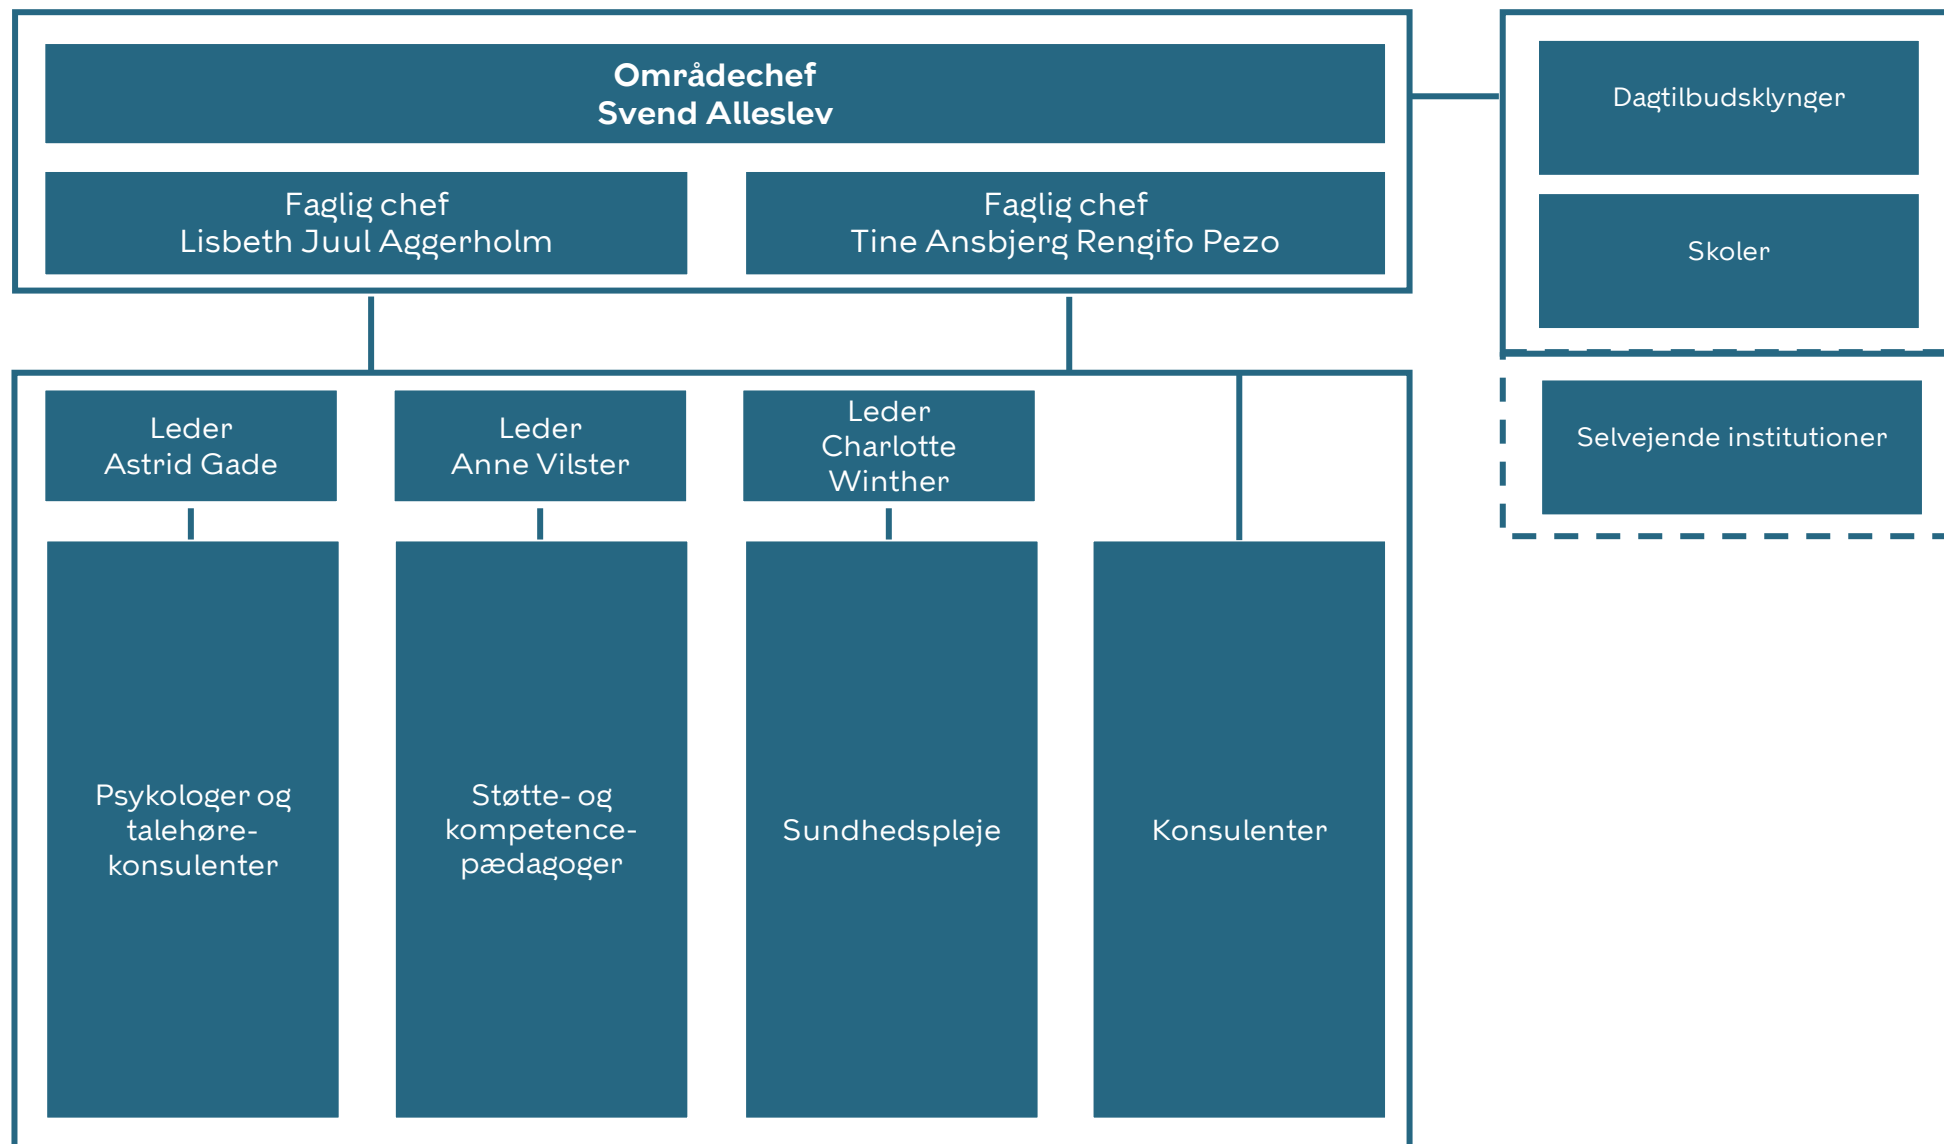 Områdechef
Svend Alleslev
Faglig chef
Lisbeth Juul Aggerholm
Faglig chef
Tine Ansbjerg Rengifo Pezo
Dagtilbudsklynger
Skoler
Selvejende institutioner
Leder
Astrid Gade
Leder
Anne Vilster
Leder
Charlotte
Winther
Psykologer og
talehøre-
konsulenter
Støtte- og
kompetence-
pædagoger
Sundhedspleje
Konsulenter